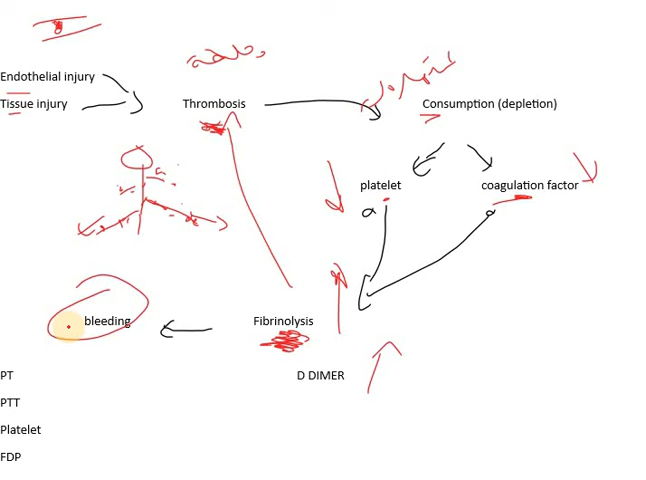 Endothelial injury
Tissue injury
Thrombosis
Consumption (depletion)
platelet
coagulation factor
bleeding
Fibrinolysis
D DIMER
PT
PTT
Platelet
FDP